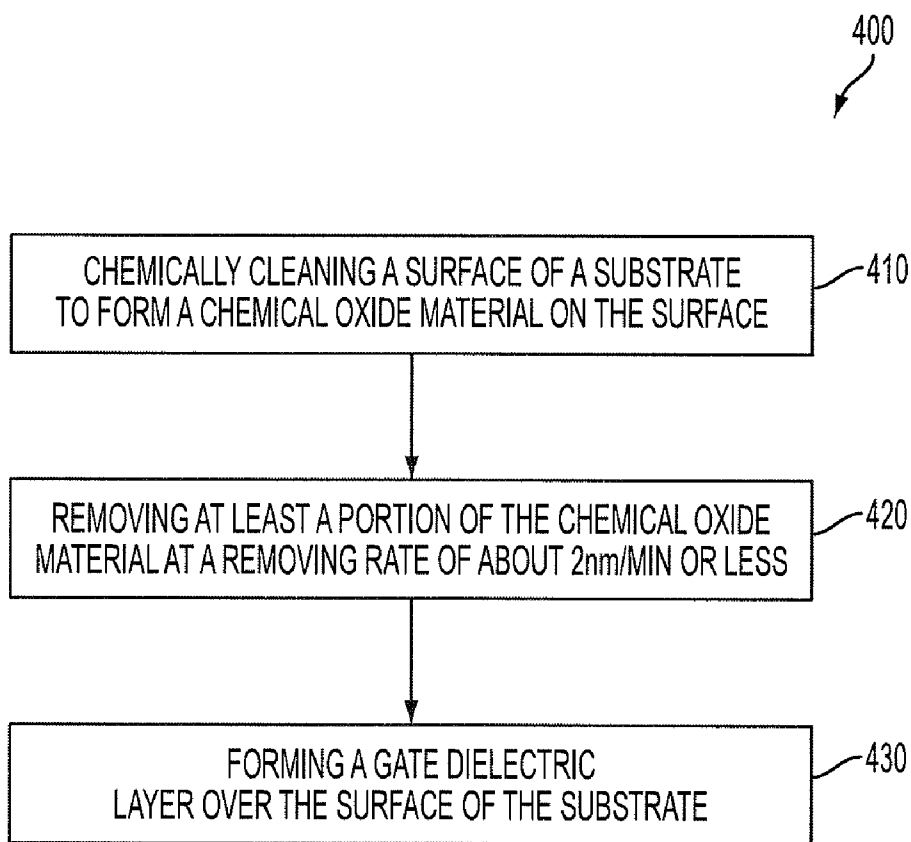 400
CHEMICALLY CLEANING A SURFACE OF A SUBSTRATE
TO FORM A CHEMICAL OXIDE MATERIAL ON THE SURFACE
410
REMOVING AT LEAST A PORTION OF THE CHEMICAL OXIDE
MATERIAL AT A REMOVING RATE OF ABOUT 2nm/MIN OR LESS
420
FORMING A GATE DIELECTRIC
LAYER OVER THE SURFACE OF THE SUBSTRATE
430